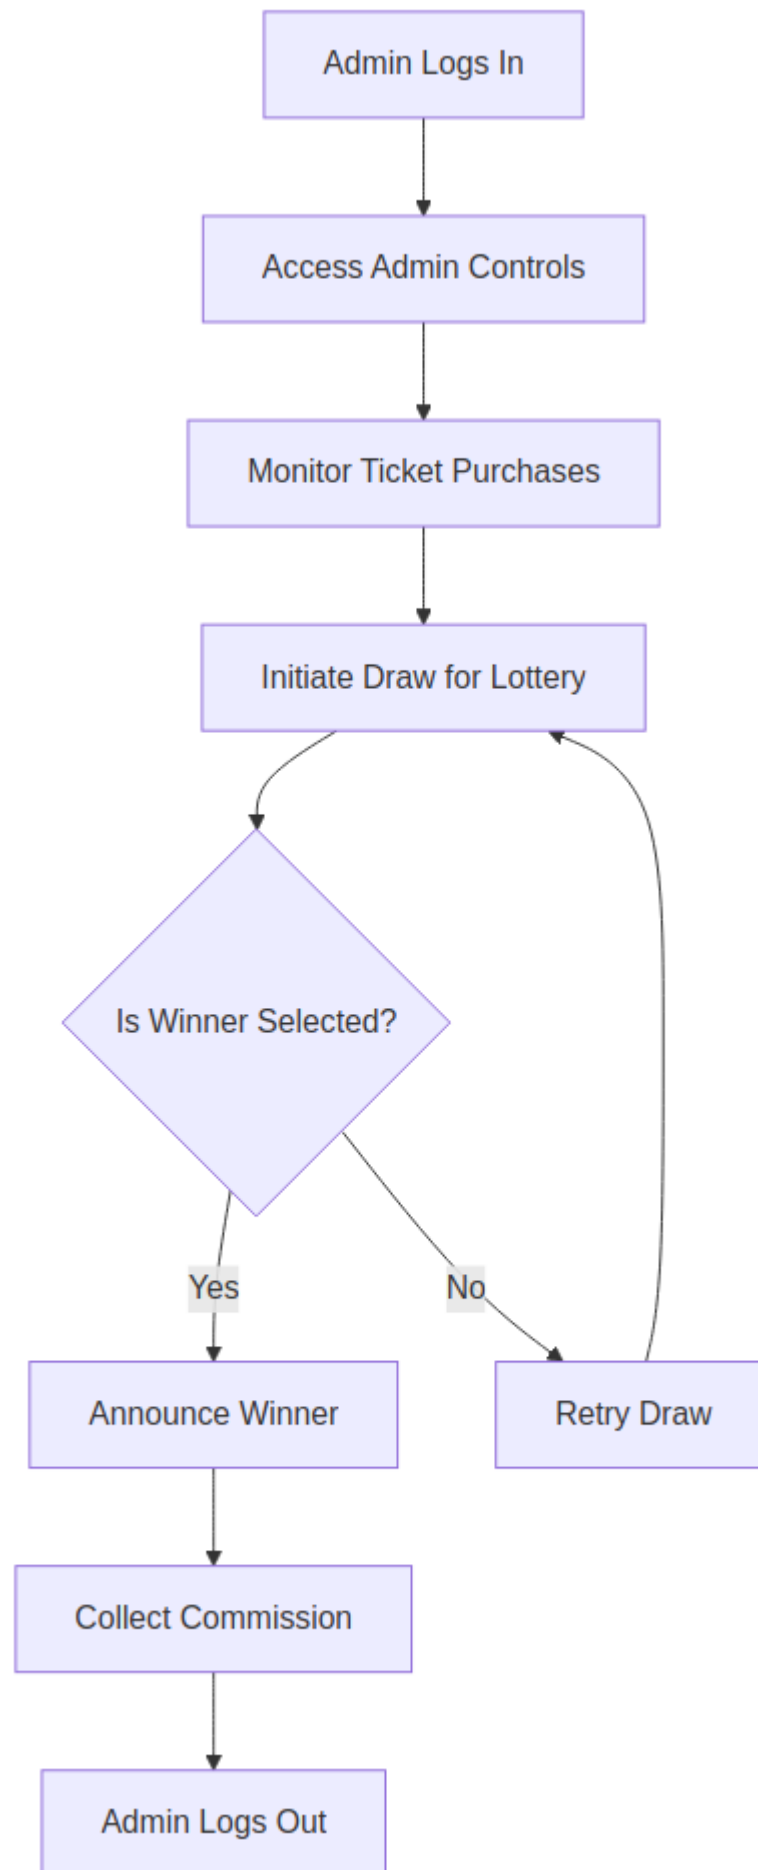 Admin Logs In
Access Admin Controls
Monitor Ticket Purchases
Initiate Draw for Lottery
Is Winner Selected?
Yes
No
Announce Winner
Retry Draw
Collect Commission
Admin Logs Out